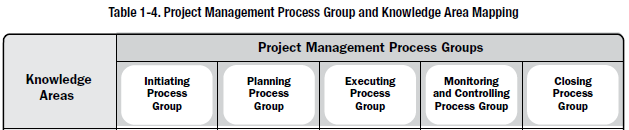 Table 1-4. Project Management Process Group and Knowledge Area Mapping
Project Management Process Groups
Knowledge
Areas
Initiating
Process
Group
Planning
Process
Group
Executing
Process
Group
Monitoring
and Controlling
Process Group
Closing
Process
Group